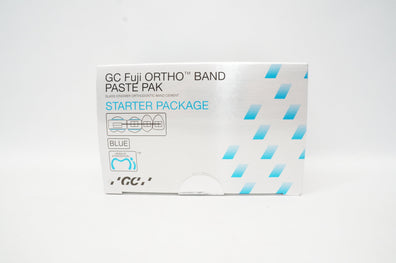 GC Fuji ORTHO™ BAND
PASTE PAK
STARTER PACKAGE
BLUE
GC